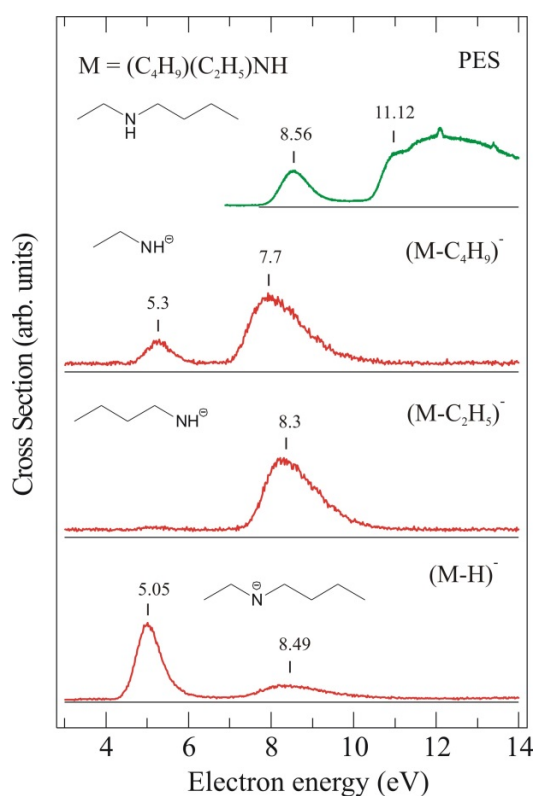 M = (C₄H₉)(C₂H₅)NH
PES
N
H
8.56
11.12
NH⊖
(M-C₄H₉)⁻
5.3
7.7
NH⊖
(M-C₂H₅)⁻
8.3
(M-H)⁻
5.05
⊖
N
8.49
Cross Section (arb. units)
4 6 8 10 12 14
Electron energy (eV)